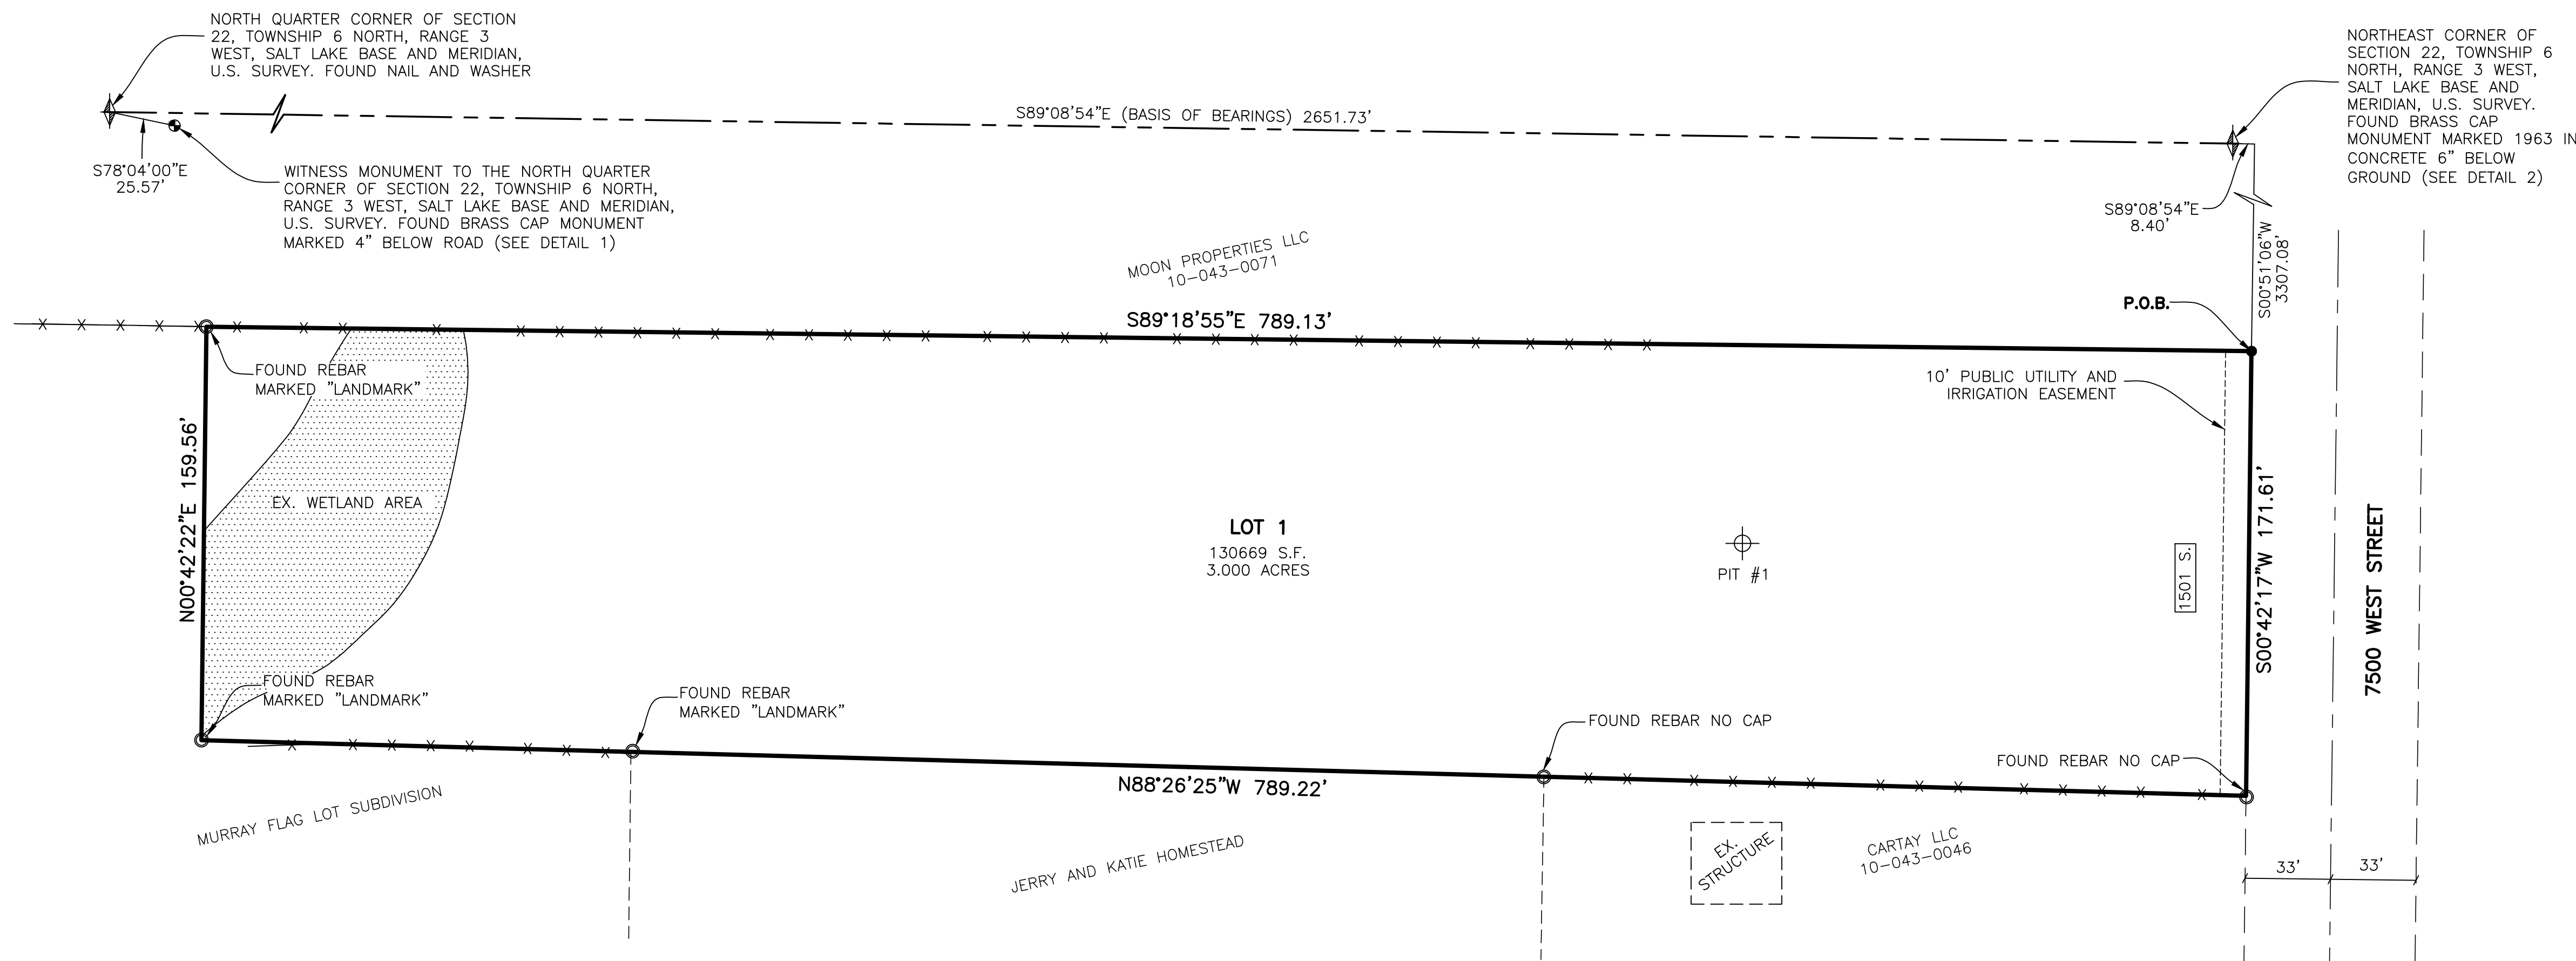 NORTH QUARTER CORNER OF SECTION
22, TOWNSHIP 6 NORTH, RANGE 3
WEST, SALT LAKE BASE AND MERIDIAN,
U.S. SURVEY. FOUND NAIL AND WASHER
NORTHEAST CORNER OF
SECTION 22, TOWNSHIP 6
NORTH, RANGE 3 WEST,
SALT LAKE BASE AND
MERIDIAN, U.S. SURVEY.
FOUND BRASS CAP
MONUMENT MARKED 1963 IN
CONCRETE 6" BELOW
GROUND (SEE DETAIL 2)
S89°08'54"E (BASIS OF BEARINGS) 2651.73'
S78°04'00"E
25.57'
WITNESS MONUMENT TO THE NORTH QUARTER
CORNER OF SECTION 22, TOWNSHIP 6 NORTH,
RANGE 3 WEST, SALT LAKE BASE AND MERIDIAN,
U.S. SURVEY. FOUND BRASS CAP MONUMENT
MARKED 4" BELOW ROAD (SEE DETAIL 1)
S89°08'54"E
8.40'
S00°51'06"W
3307.08'
MOON PROPERTIES LLC
10-043-0071
P.O.B.
S89°18'55"E 789.13'
FOUND REBAR
MARKED "LANDMARK"
10' PUBLIC UTILITY AND
IRRIGATION EASEMENT
N00°42'22"E 159.56'
EX. WETLAND AREA
LOT 1
130669 S.F.
3.000 ACRES
PIT #1
1501 S.
S00°42'17"W 171.61'
7500 WEST STREET
FOUND REBAR
MARKED "LANDMARK"
FOUND REBAR
MARKED "LANDMARK"
FOUND REBAR NO CAP
FOUND REBAR NO CAP
N88°26'25"W 789.22'
MURRAY FLAG LOT SUBDIVISION
JERRY AND KATIE HOMESTEAD
EX.
STRUCTURE
CARTAY LLC
10-043-0046
33'
33'